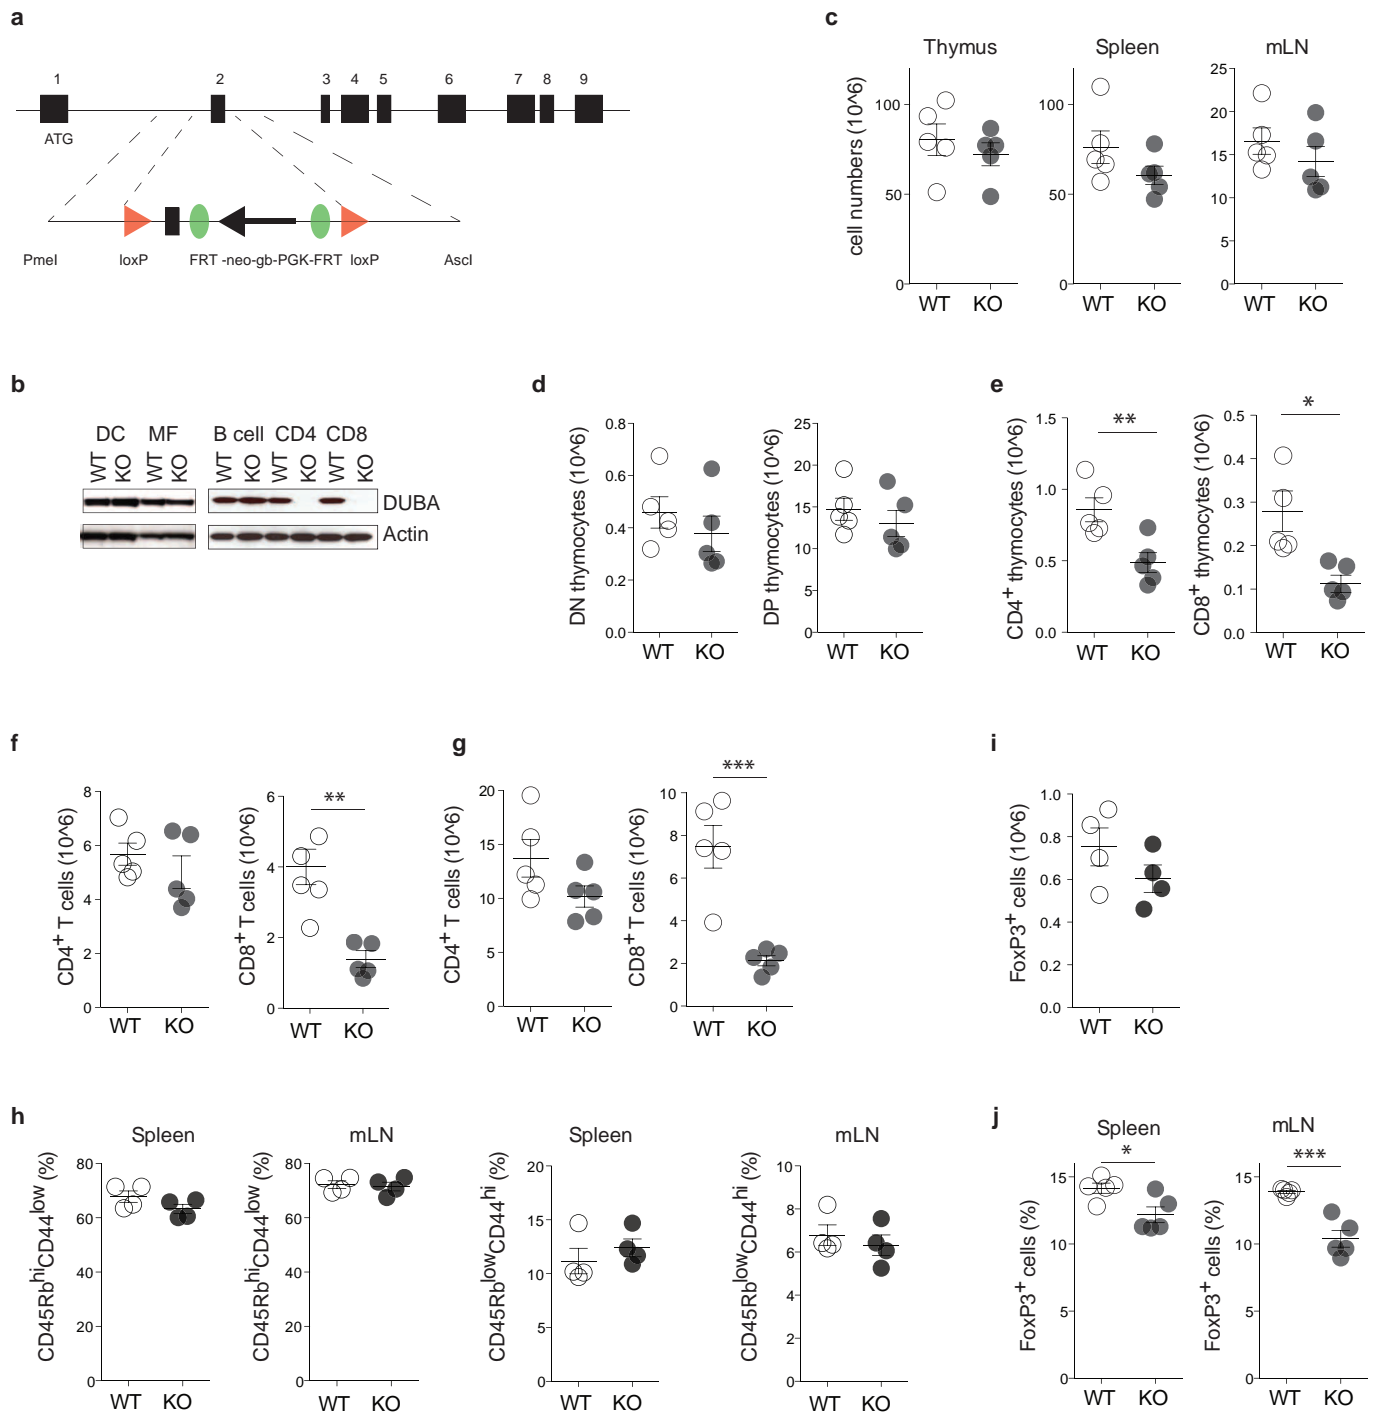 a
1 2 3 4 5 6 7 8 9
ATG
PmeI loxP FRT -neo-gb-PGK-FRT loxP AscI
b
DC MF B cell CD4 CD8
WT KO WT KO WT KO WT KO WT KO
DUBA
Actin
c
Thymus Spleen mLN
cell numbers (10^6)
100
50
0
WT KO
100
50
0
WT KO
25
20
15
10
5
0
WT KO
d
DN thymocytes (10^6)
0.8
0.6
0.4
0.2
0.0
WT KO
DP thymocytes (10^6)
25
20
15
10
5
0
WT KO
e
CD4+ thymocytes (10^6)
**
1.5
1.0
0.5
0.0
WT KO
CD8+ thymocytes (10^6)
*
0.5
0.4
0.3
0.2
0.1
0.0
WT KO
f
CD4+ T cells (10^6)
8
6
4
2
0
WT KO
CD8+ T cells (10^6)
**
6
4
2
0
WT KO
g
CD4+ T cells (10^6)
20
15
10
5
0
WT KO
CD8+ T cells (10^6)
***
10
8
6
4
2
0
WT KO
i
FoxP3+ cells (10^6)
1.0
0.8
0.6
0.4
0.2
0.0
WT KO
h
Spleen
CD45RbhiCD44low (%)
80
60
40
20
0
WT KO
mLN
CD45RbhiCD44low (%)
80
60
40
20
0
WT KO
Spleen
CD45RblowCD44hi (%)
20
15
10
5
0
WT KO
mLN
CD45RblowCD44hi (%)
10
8
6
4
2
0
WT KO
j
Spleen
*
FoxP3+ cells (%)
15
10
5
0
WT KO
mLN
***
FoxP3+ cells (%)
15
10
5
0
WT KO